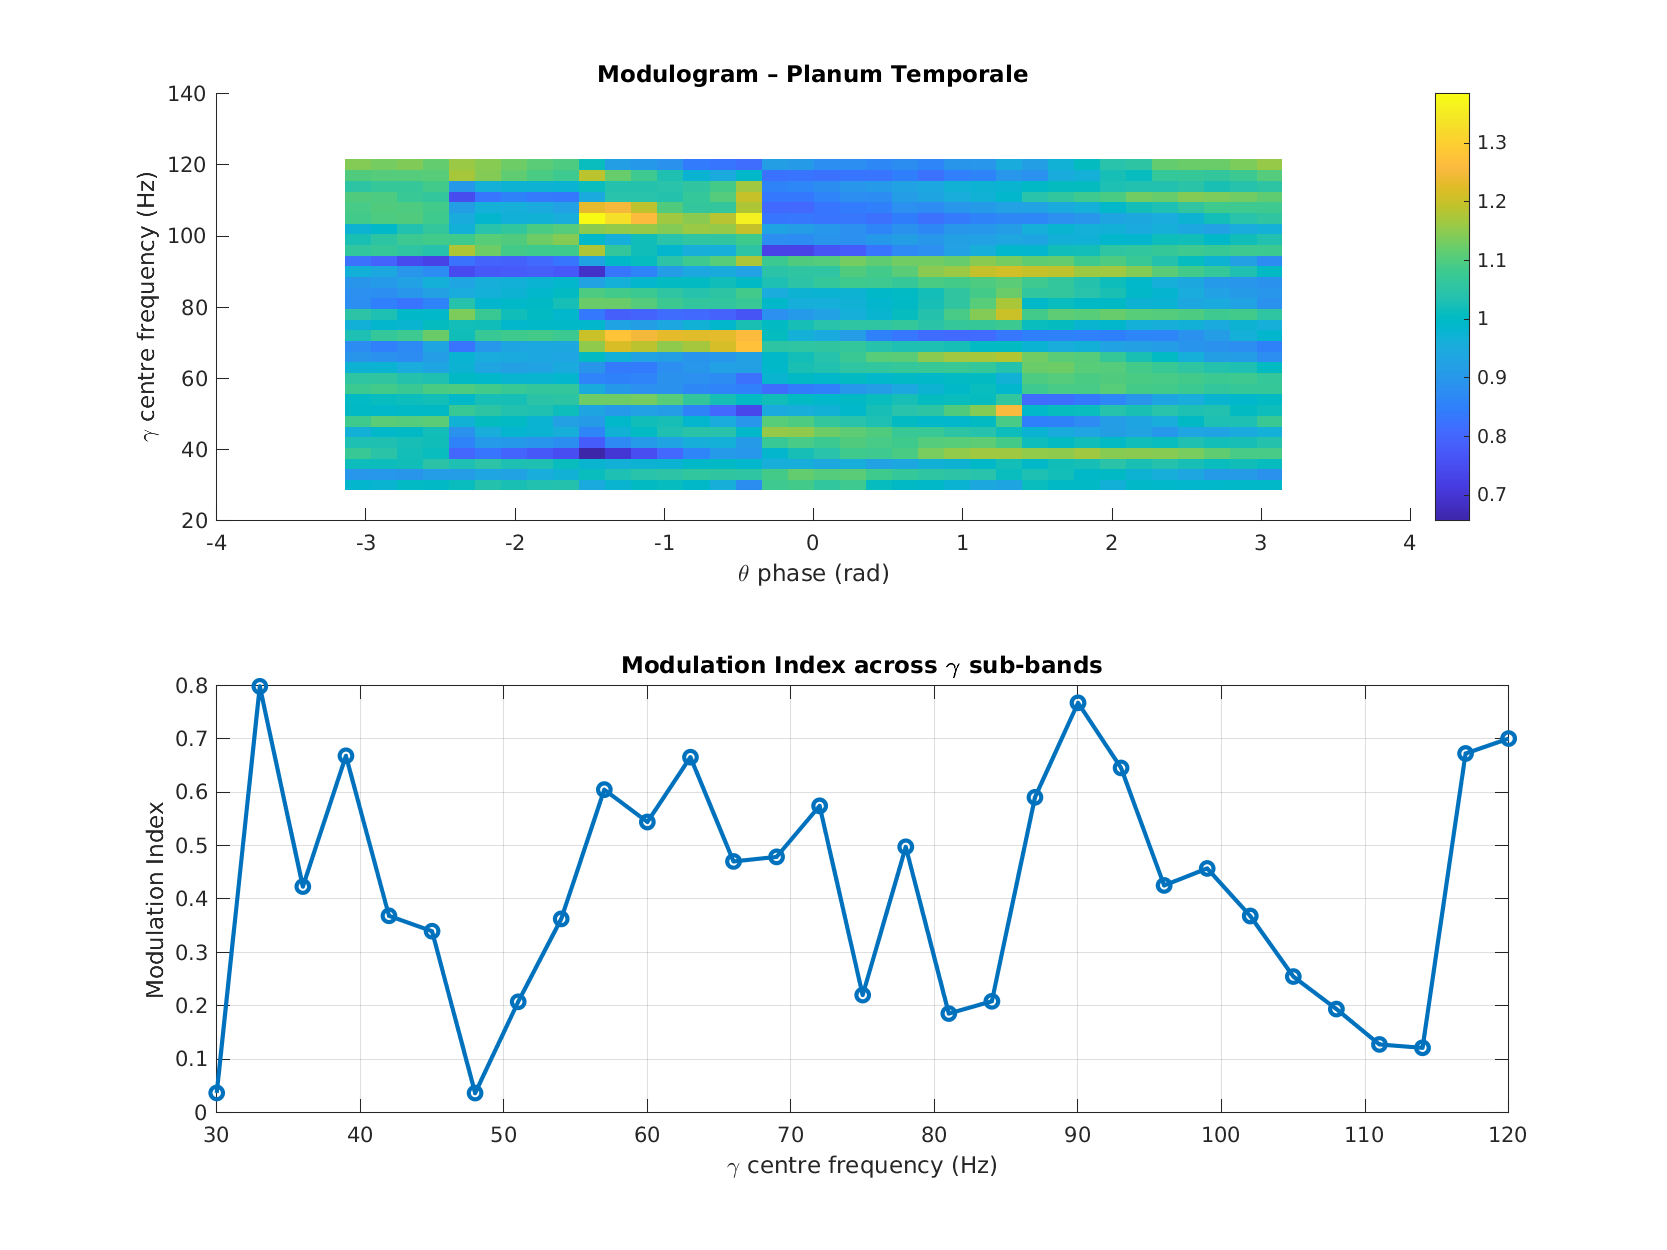 Modulogram – Planum Temporale
140
120
100
80
60
40
20
γ centre frequency (Hz)
-4 -3 -2 -1 0 1 2 3 4
θ phase (rad)
1.3
1.2
1.1
1
0.9
0.8
0.7
Modulation Index across γ sub-bands
0.8
0.7
0.6
0.5
0.4
0.3
0.2
0.1
0
Modulation Index
30 40 50 60 70 80 90 100 110 120
γ centre frequency (Hz)